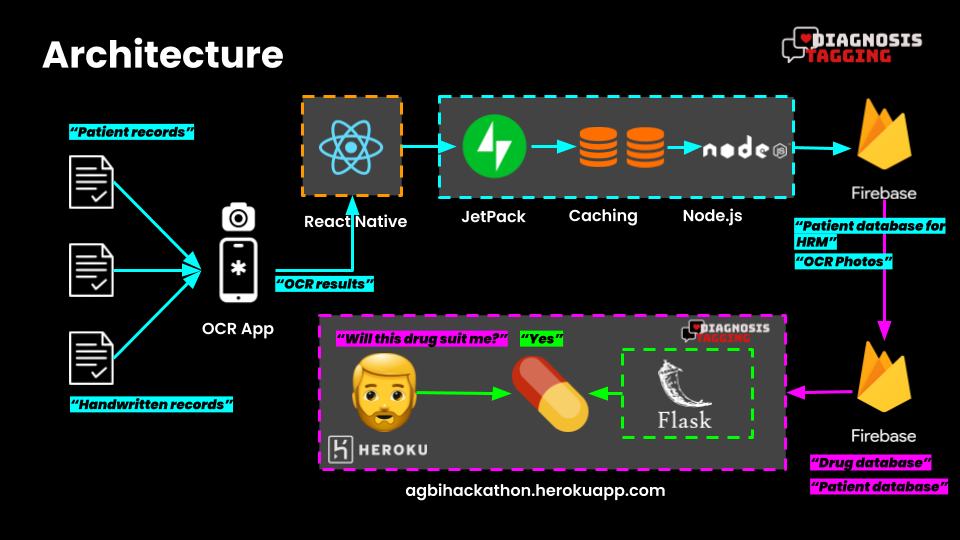 Architecture
DIAGNOSIS
TAGGING
“Patient records”
React Native
JetPack
Caching
node
JS
Node.js
Firebase
“Patient database for
HRM”
“OCR Photos”
“OCR results”
OCR App
“Handwritten records”
“Will this drug suit me?”
“Yes”
DIAGNOSIS
TAGGING
Flask
HEROKU
agbihackathon.herokuapp.com
Firebase
“Drug database”
“Patient database”